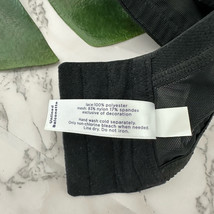 lace:100% polyester
mesh: 83% nylon 17% spandex
exclusive of decoration
Hand wash cold separately.
Only non-chlorine bleach when needed.
Line dry. Do not iron.